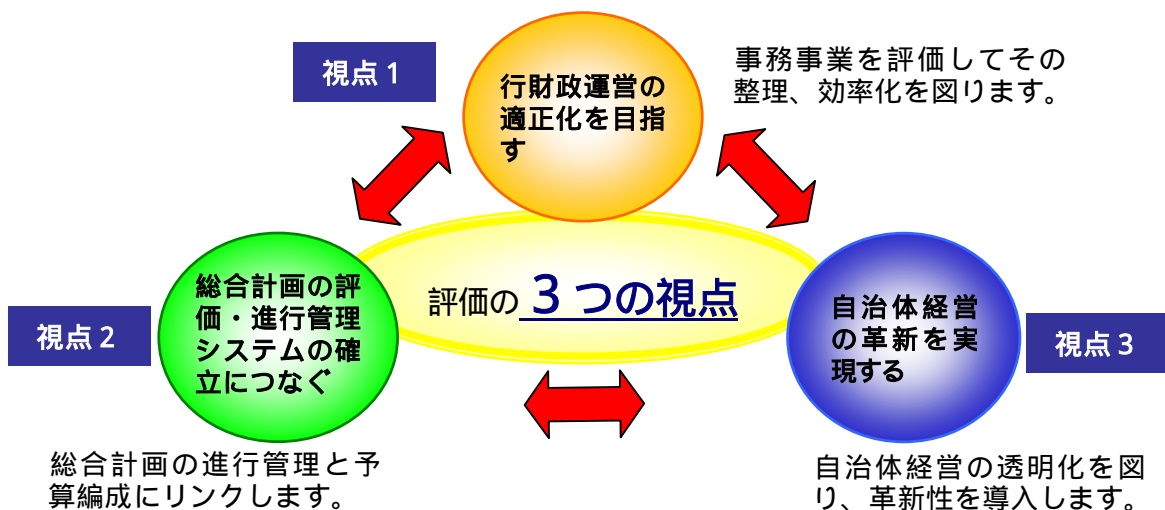 視点１
行財政運営の
適正化を目指
す
事務事業を評価してその
整理、効率化を図ります。
評価の３つの視点
視点２
総合計画の評
価・進行管理
システムの確
立につなぐ
総合計画の進行管理と予
算編成にリンクします。
自治体経営
の革新を実
現する
視点３
自治体経営の透明化を図
り、革新性を導入します。